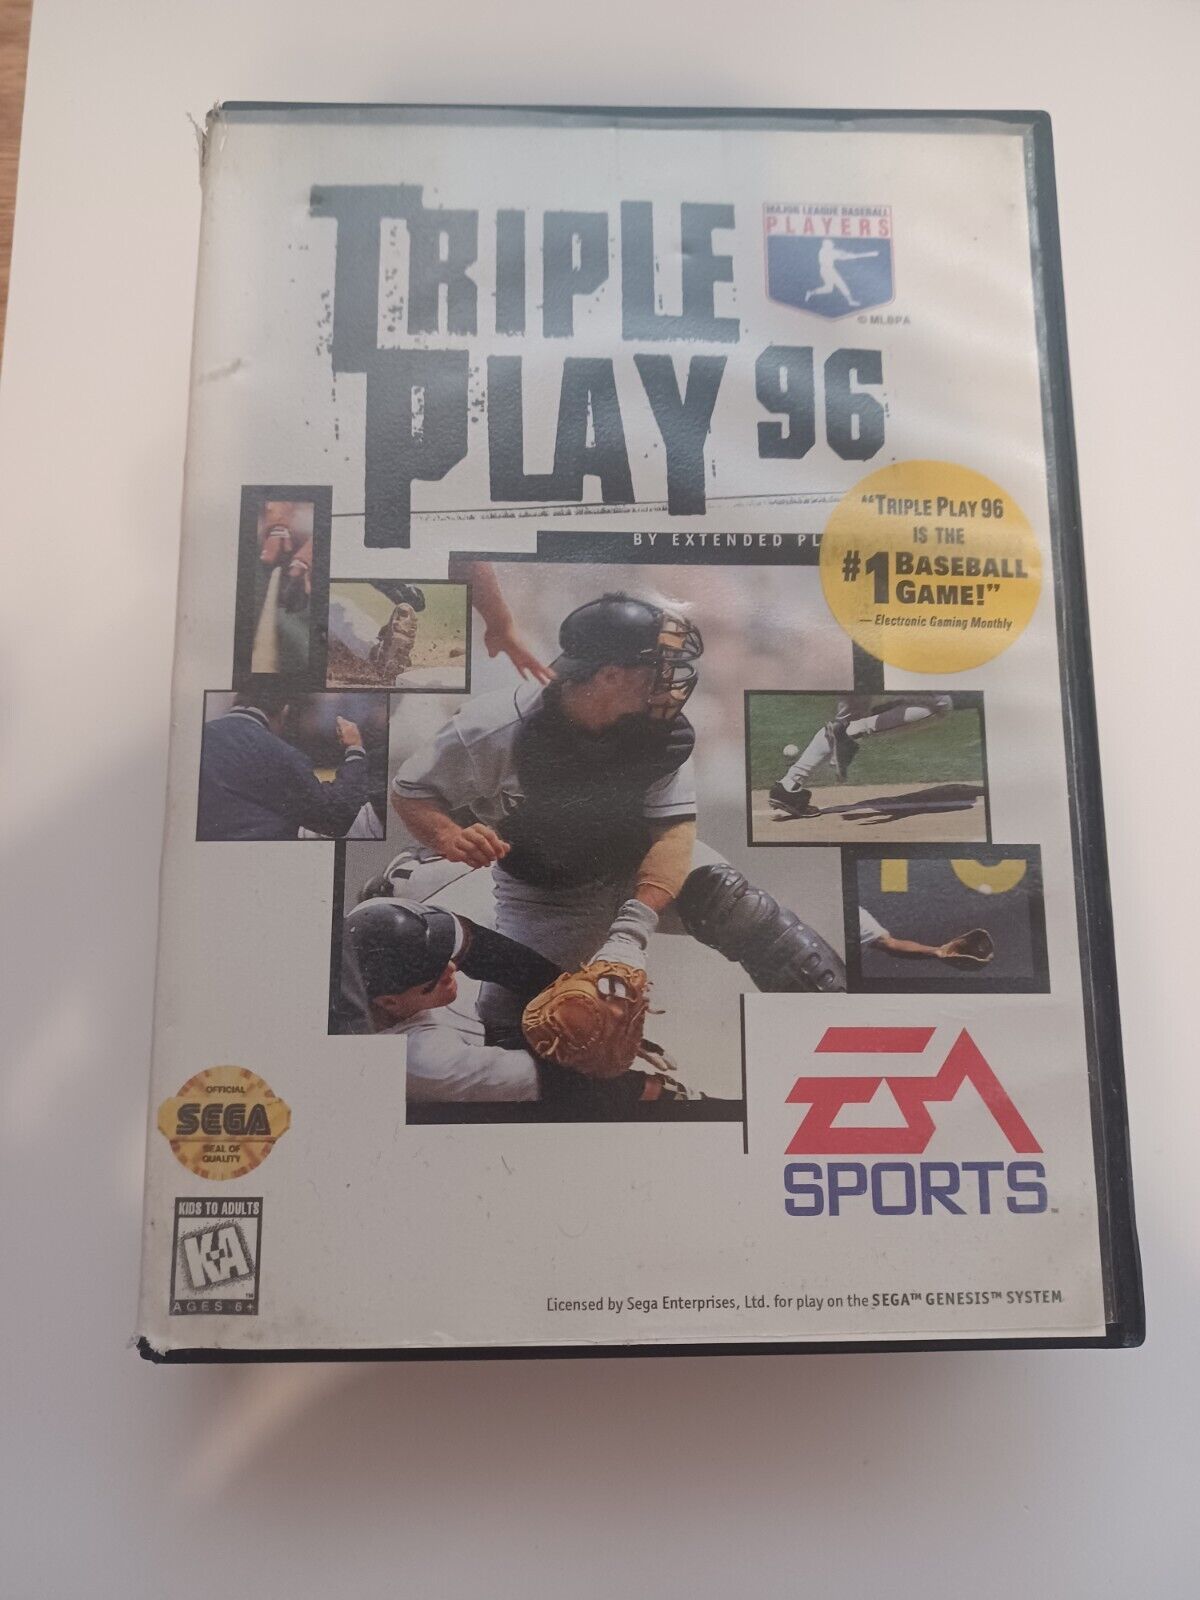 TRIPLE
PLAY 96
MAJOR LEAGUE BASEBALL
PLAYERS
© MLBPA
BY EXTENDED PL
"TRIPLE PLAY 96
IS THE
#1 BASEBALL
GAME!"
— Electronic Gaming Monthly
OFFICIAL
SEGA
SEAL OF
QUALITY
EA
SPORTS™
KIDS TO ADULTS
K-A
™
AGES 6+
Licensed by Sega Enterprises, Ltd. for play on the SEGA™ GENESIS™ SYSTEM